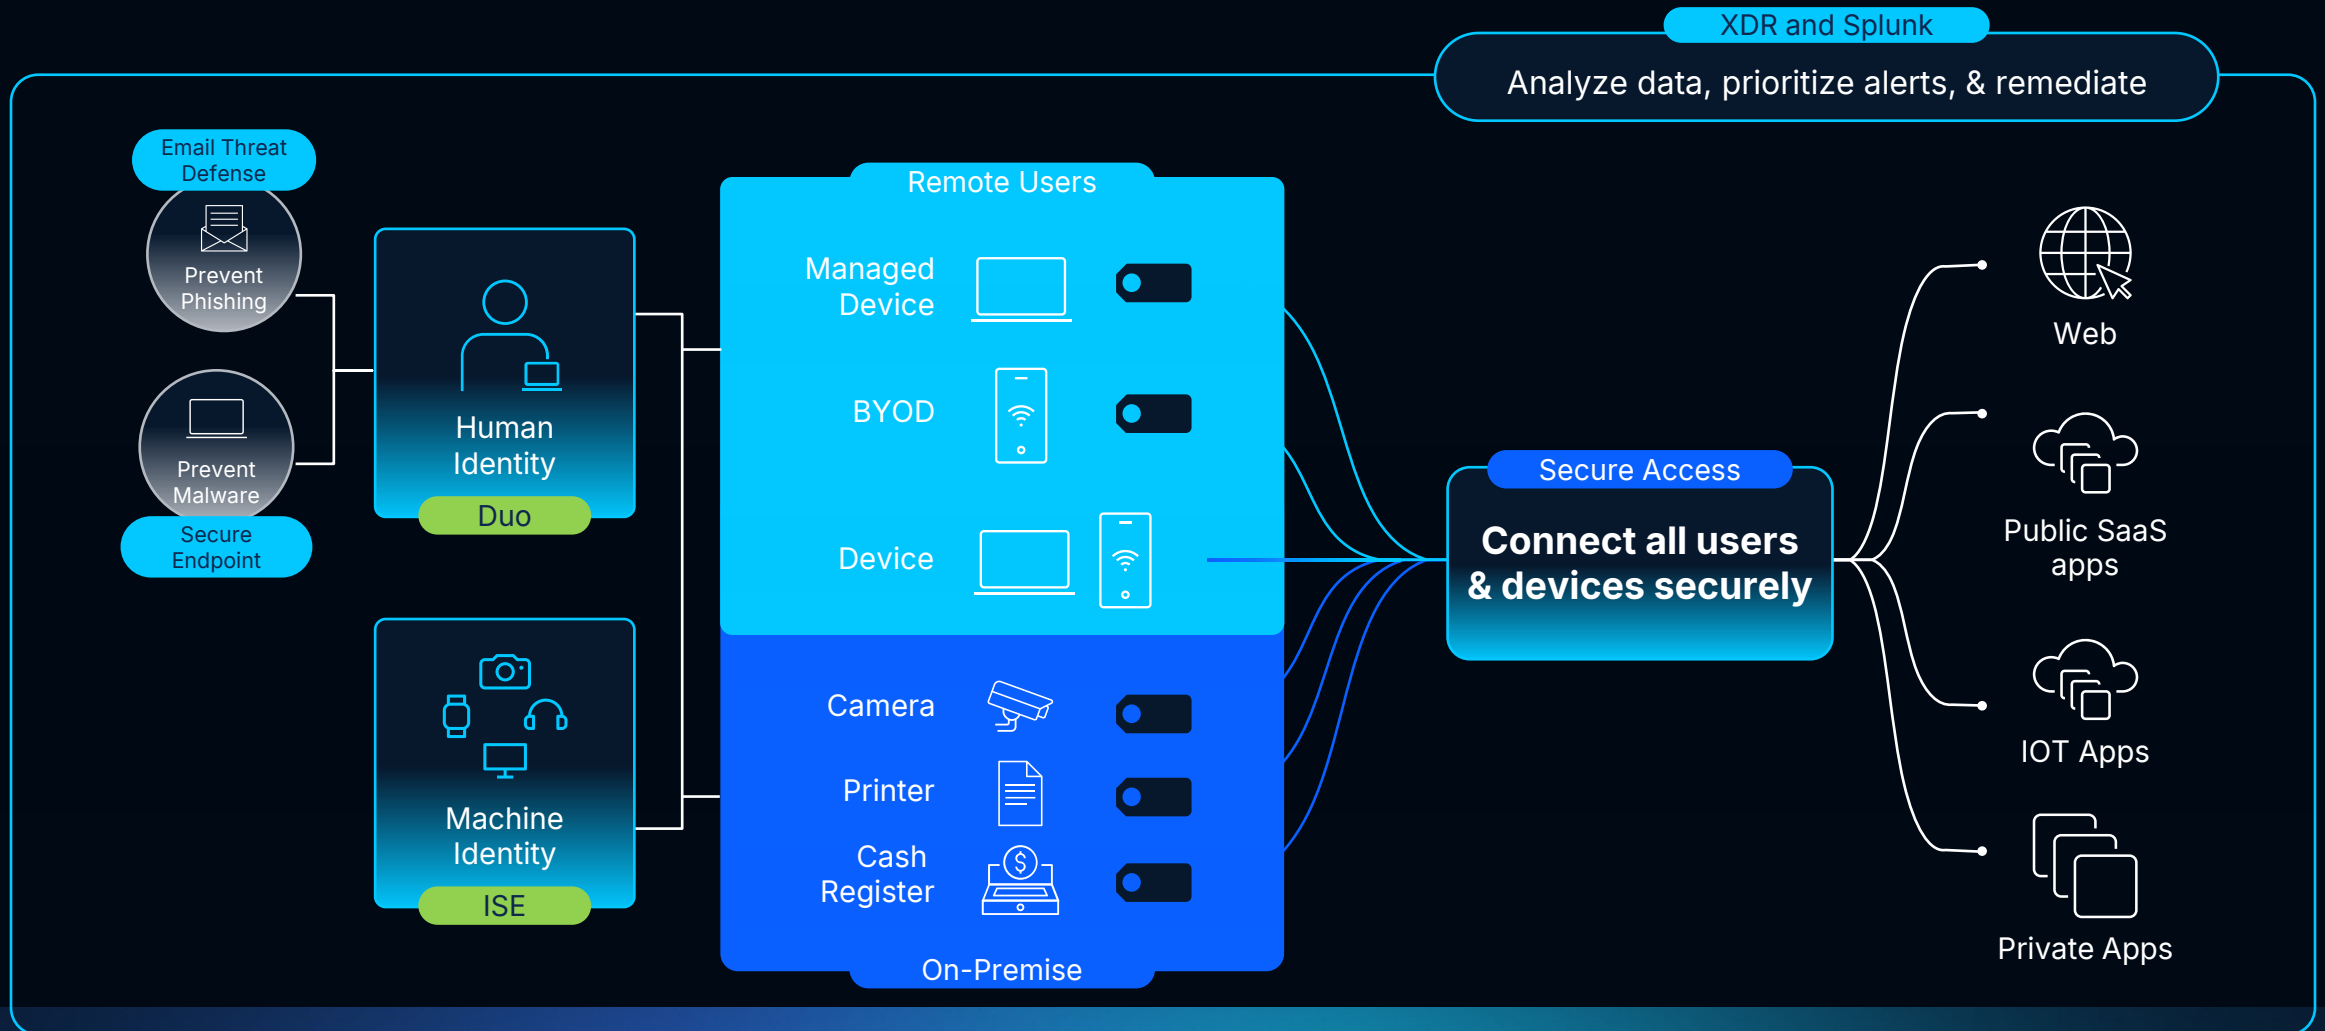 XDR and Splunk
Analyze data, prioritize alerts, & remediate
Email Threat
Defense
Prevent
Phishing
Prevent
Malware
Secure
Endpoint
Human
Identity
Duo
Machine
Identity
ISE
Remote Users
Managed
Device
BYOD
Device
Camera
Printer
Cash
Register
On-Premise
Secure Access
Connect all users
& devices securely
Web
Public SaaS
apps
IOT Apps
Private Apps